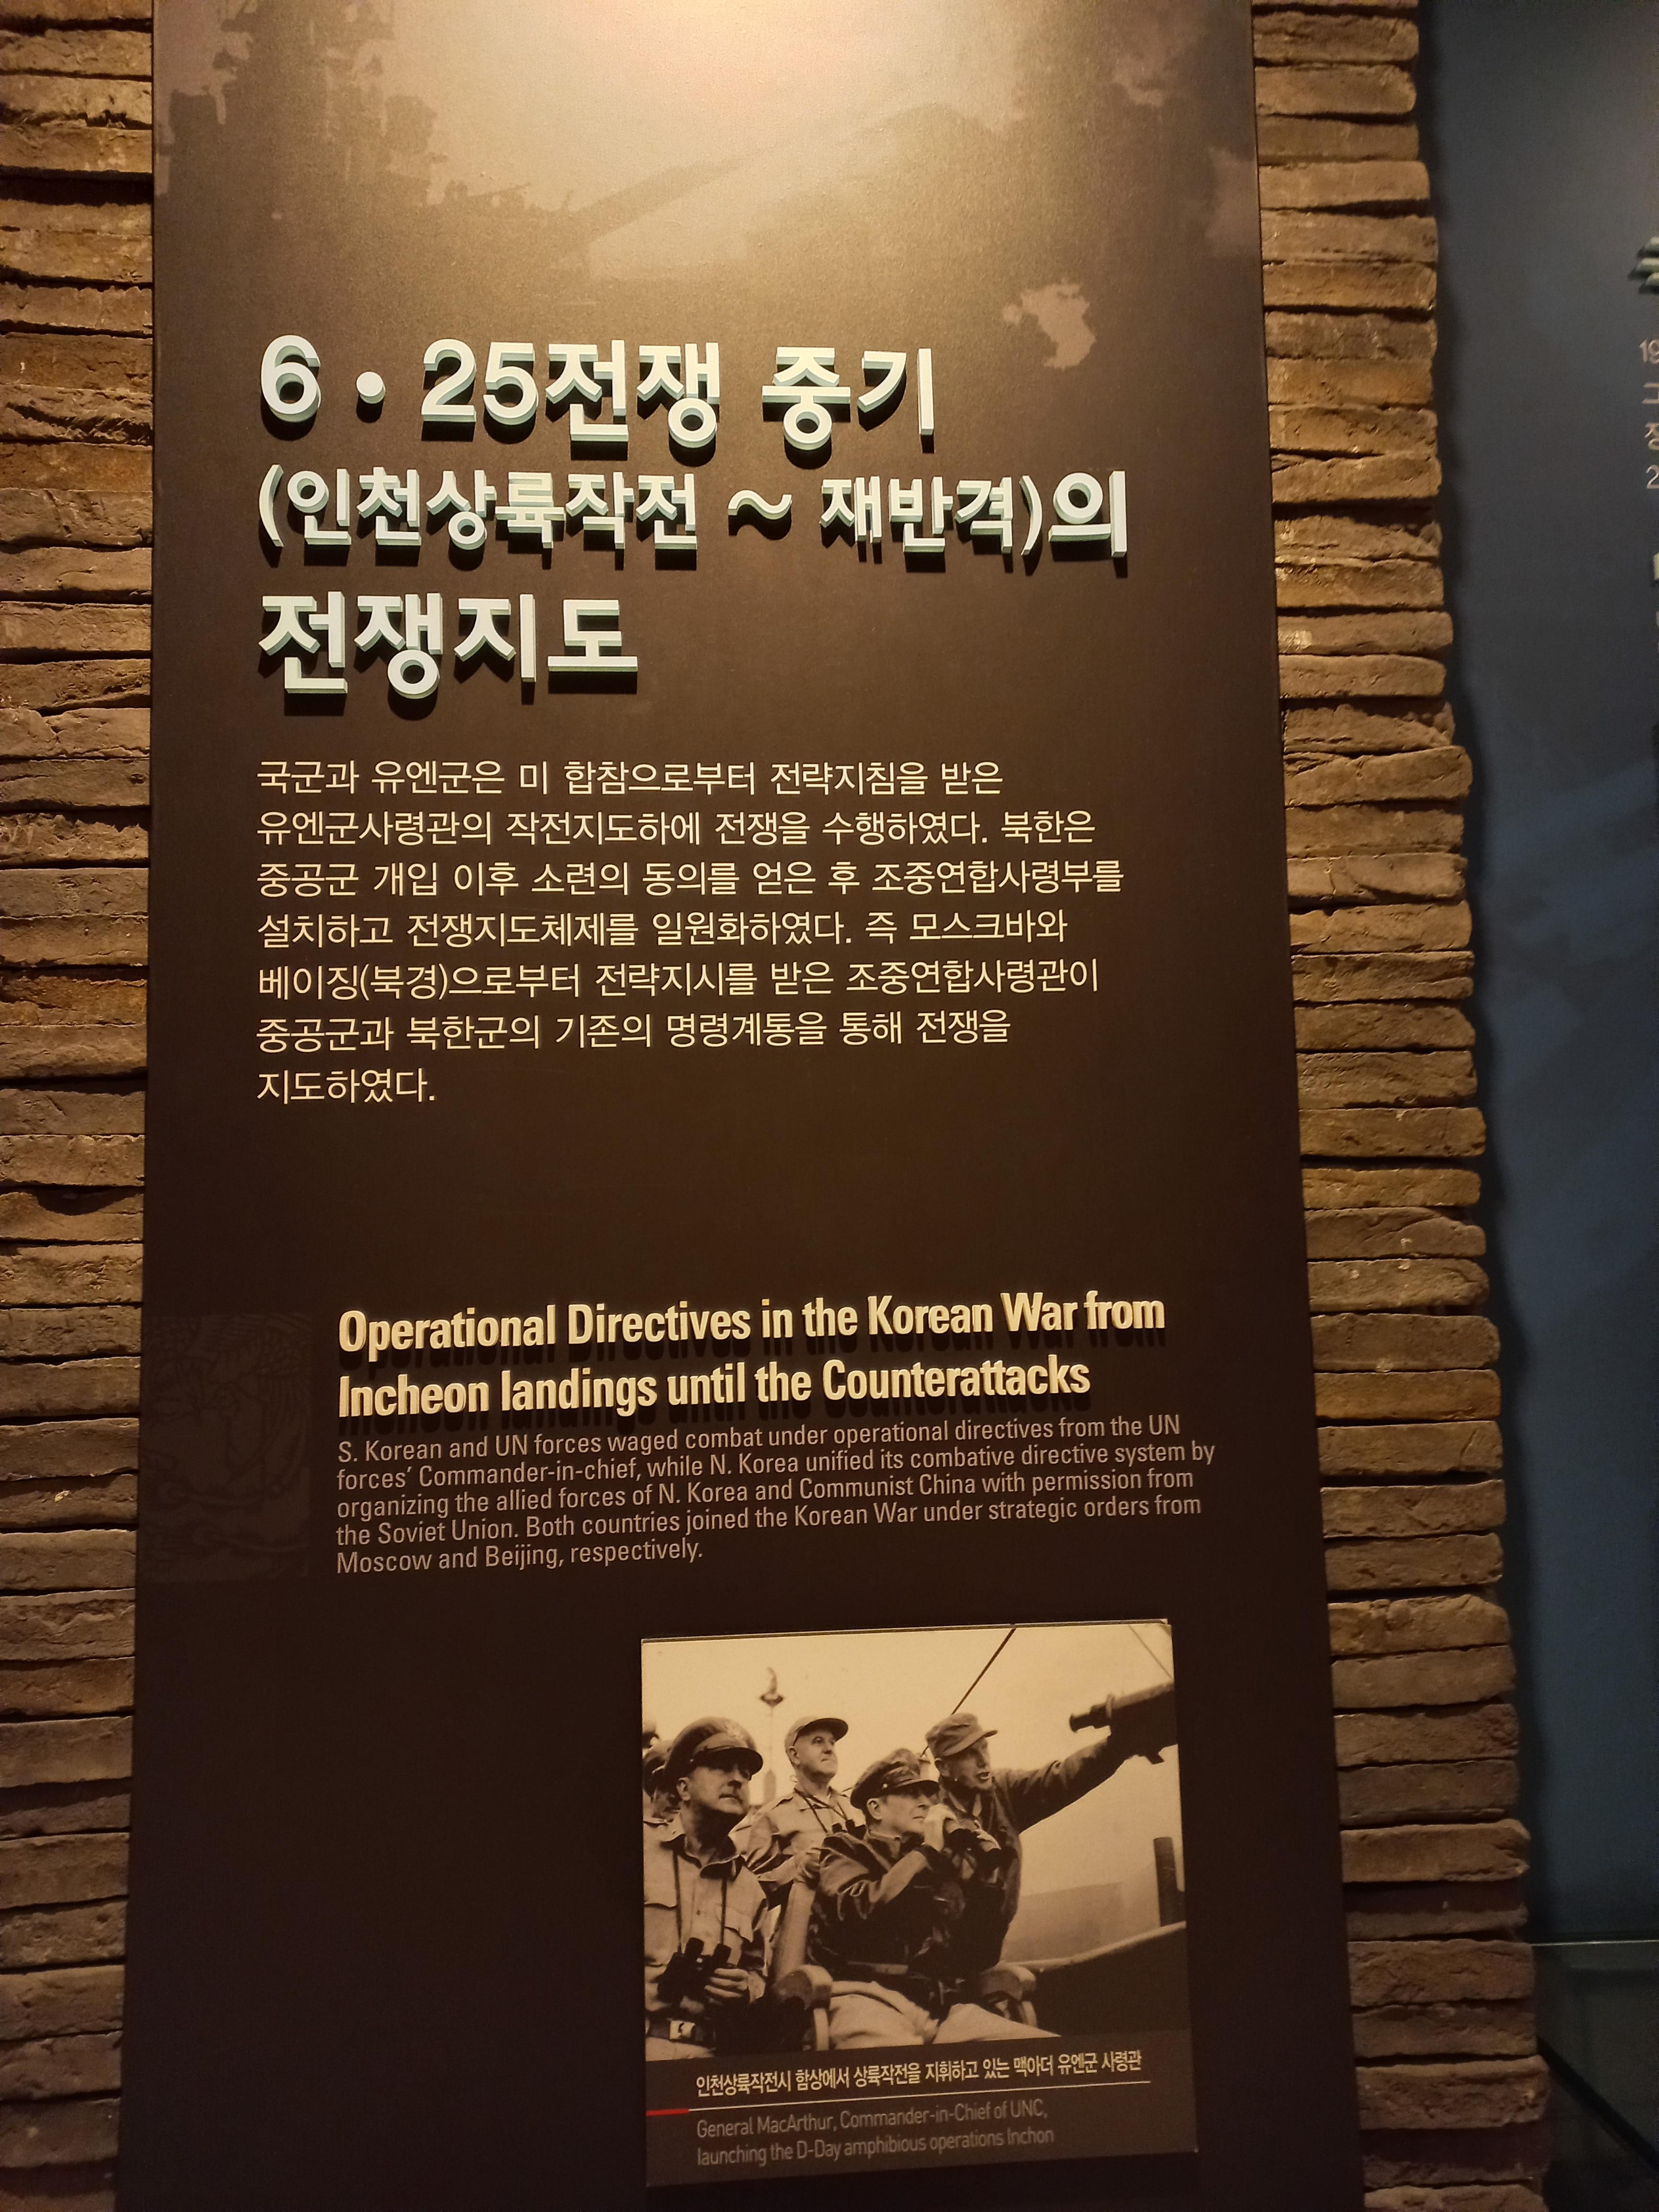 6 · 25전쟁 중기
(인천상륙작전 ~ 재반격)의
전쟁지도
국군과 유엔군은 미 합참으로부터 전략지침을 받은
유엔군사령관의 작전지도하에 전쟁을 수행하였다. 북한은
중공군 개입 이후 소련의 동의를 얻은 후 조중연합사령부를
설치하고 전쟁지도체제를 일원화하였다. 즉 모스크바와
베이징(북경)으로부터 전략지시를 받은 조중연합사령관이
중공군과 북한군의 기존의 명령계통을 통해 전쟁을
지도하였다.
Operational Directives in the Korean War from
Incheon landings until the Counterattacks
S. Korean and UN forces waged combat under operational directives from the UN
forces' Commander-in-chief, while N. Korea unified its combative directive system by
organizing the allied forces of N. Korea and Communist China with permission from
the Soviet Union. Both countries joined the Korean War under strategic orders from
Moscow and Beijing, respectively.
인천상륙작전시 함상에서 상륙작전을 지휘하고 있는 맥아더 유엔군 사령관
General MacArthur, Commander-in-Chief of UNC,
launching the D-Day amphibious operations Inchon